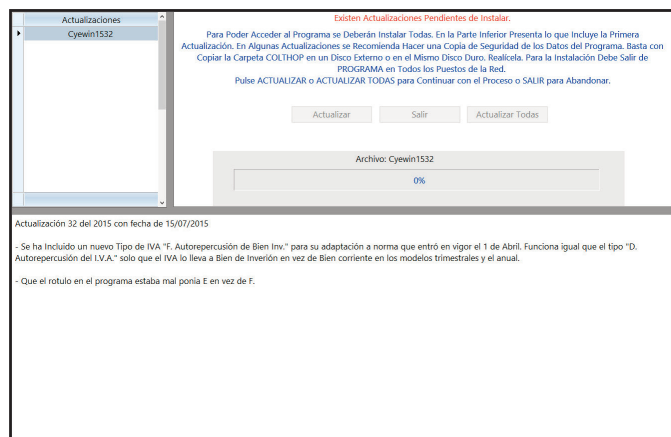 Actualizaciones
Cyewin1532
Existen Actualizaciones Pendientes de Instalar.
Para Poder Acceder al Programa se Deberán Instalar Todas. En la Parte Inferior Presenta lo que Incluye la Primera
Actualización. En Algunas Actualizaciones se Recomienda Hacer una Copia de Seguridad de los Datos del Programa. Basta con
Copiar la Carpeta COLTHOP en un Disco Externo o en el Mismo Disco Duro. Realícela. Para la Instalación Debe Salir de
PROGRAMA en Todos los Puestos de la Red.
Pulse ACTUALIZAR o ACTUALIZAR TODAS para Continuar con el Proceso o SALIR para Abandonar.
Actualizar
Salir
Actualizar Todas
Archivo: Cyewin1532
0%
Actualización 32 del 2015 con fecha de 15/07/2015
- Se ha Incluido un nuevo Tipo de IVA "F. Autorepercusión de Bien Inv." para su adaptación a norma que entró en vigor el 1 de Abril. Funciona igual que el tipo "D.
Autorepercusión del I.V.A." solo que el IVA lo lleva a Bien de Inverión en vez de Bien corriente en los modelos trimestrales y el anual.
- Que el rotulo en el programa estaba mal ponia E en vez de F.